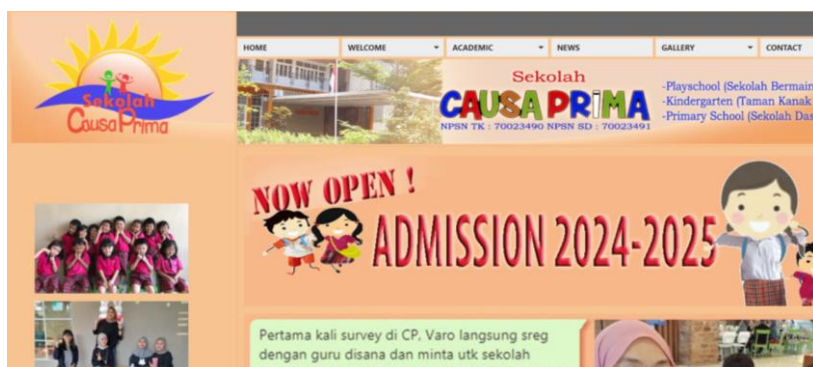 Sekolah
Causa Prima
HOME
WELCOME
ACADEMIC
NEWS
GALLERY
CONTACT
Sekolah
CAUSA PRIMA
NPSN TK : 70023490 NPSN SD : 70023491
-Playschool (Sekolah Bermain
-Kindergarten (Taman Kanak
-Primary School (Sekolah Das
NOW OPEN !
ADMISSION 2024-2025
Pertama kali survey di CP, Varo langsung sreg
dengan guru disana dan minta utk sekolah